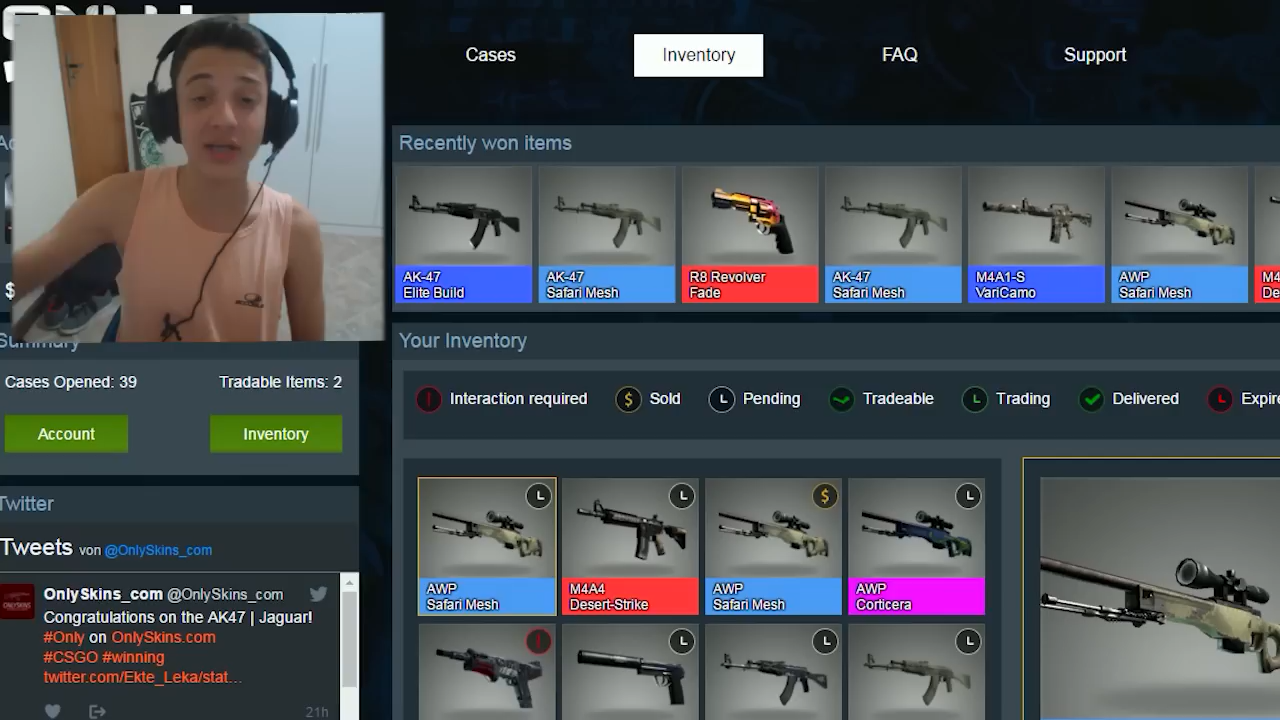 Cases
Inventory
FAQ
Support
Recently won items
AK-47
Elite Build
AK-47
Safari Mesh
R8 Revolver
Fade
AK-47
Safari Mesh
M4A1-S
VariCamo
AWP
Safari Mesh
$
Summary
Cases Opened: 39
Tradable Items: 2
Account
Inventory
Twitter
Tweets von @OnlySkins_com
OnlySkins_com @OnlySkins_com
Congratulations on the AK47 | Jaguar!
#Only on OnlySkins.com
#CSGO #winning
twitter.com/Ekte_Leka/stat...
21h
Your Inventory
Interaction required
$ Sold
Pending
Tradeable
Trading
Delivered
Expire
AWP
Safari Mesh
M4A4
Desert-Strike
$
AWP
Safari Mesh
AWP
Corticera